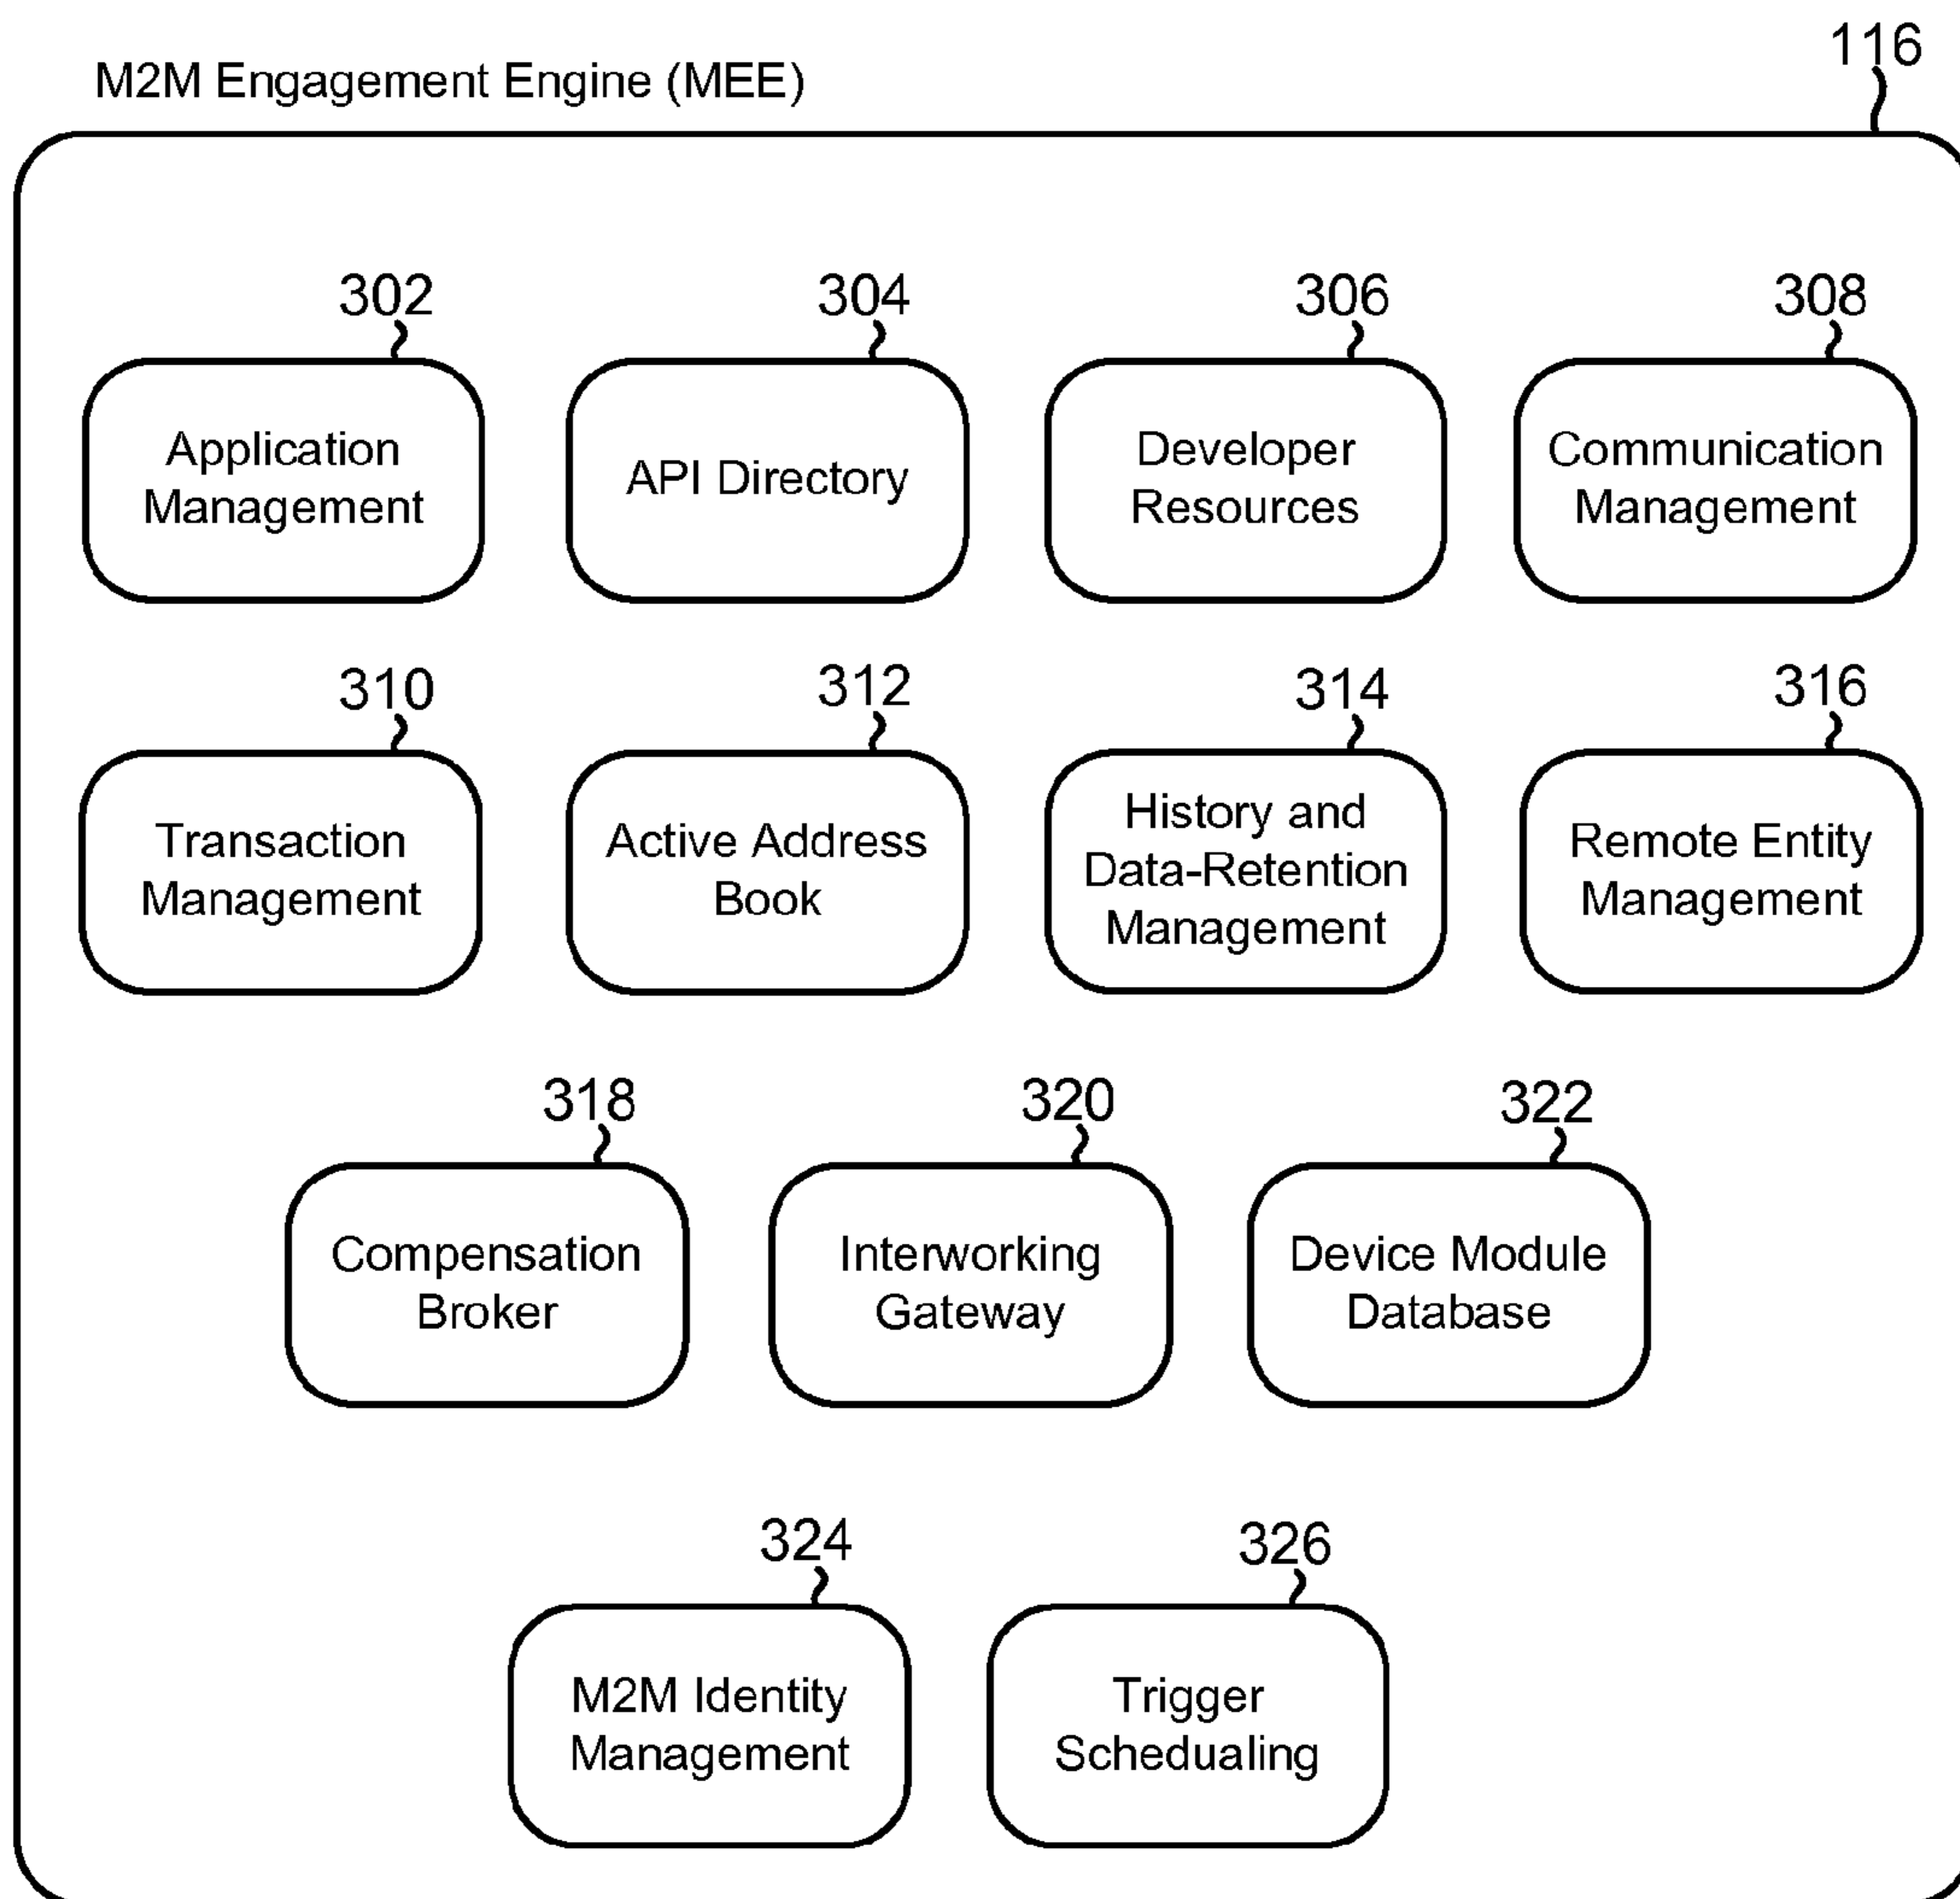 116
M2M Engagement Engine (MEE)
302
304
306
308
Application
Management
API Directory
Developer
Resources
Communication
Management
310
312
314
316
Transaction
Management
Active Address
Book
History and
Data-Retention
Management
Remote Entity
Management
318
320
322
Compensation
Broker
Interworking
Gateway
Device Module
Database
324
326
M2M Identity
Management
Trigger
Schedualing